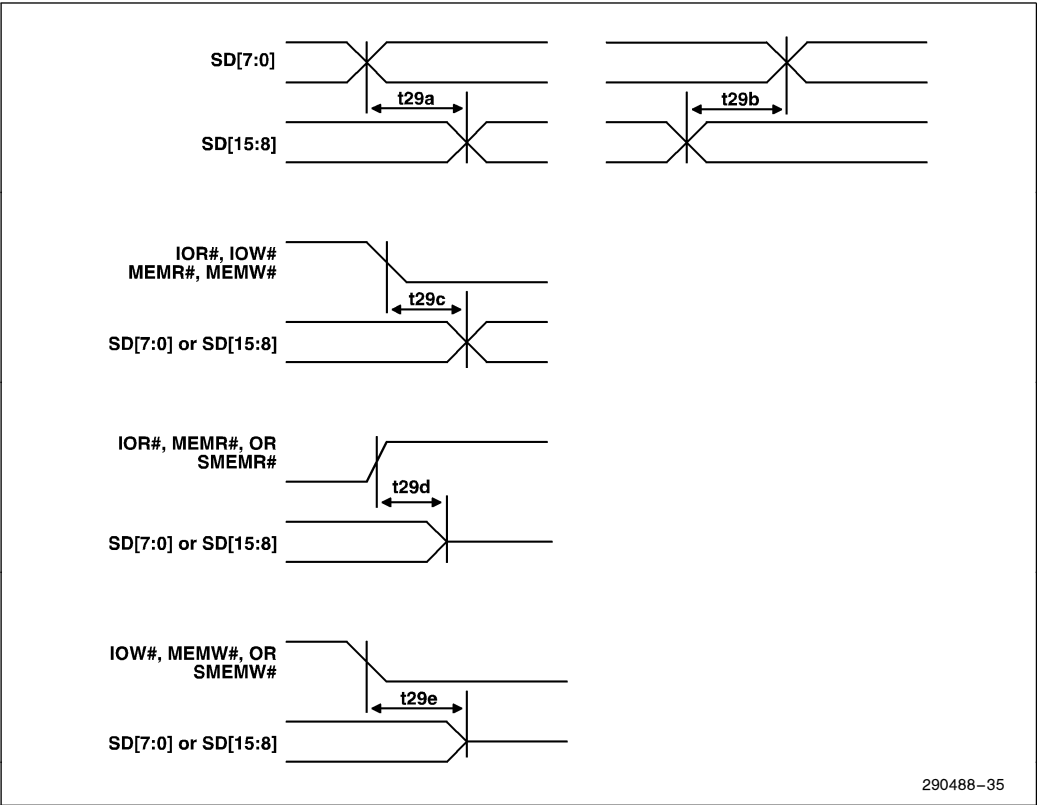 SD[7:0]
t29a
t29b
SD[15:8]
IOR#, IOW#
MEMR#, MEMW#
t29c
SD[7:0] or SD[15:8]
IOR#, MEMR#, OR
SMEMR#
t29d
SD[7:0] or SD[15:8]
IOW#, MEMW#, OR
SMEMW#
t29e
SD[7:0] or SD[15:8]
290488–35